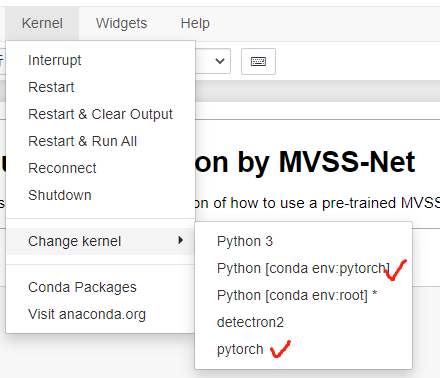 Kernel Widgets Help
Interrupt
Restart
Restart & Clear Output
Restart & Run All
Reconnect
Shutdown
on by MVSS-Net
on of how to use a pre-trained MVSS
Change kernel
Python 3
Python [conda env:pytorch]
Python [conda env:root] *
detectron2
pytorch
Conda Packages
Visit anaconda.org